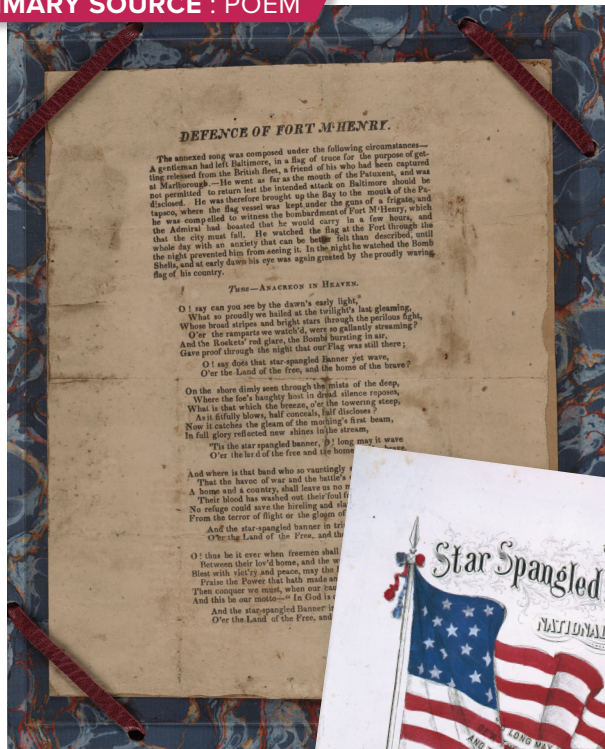 MARY SOURCE : POEM
DEFENCE OF FORT M'HENRY.
The annexed song was composed under the following circumstances—
A gentleman had left Baltimore, in a flag of truce for the purpose of get-
ting released from the British fleet, a friend of his who had been captured
at Marlborough.—He went as far as the mouth of the Patuxent, and was
not permitted to return lest the intended attack on Baltimore should be
disclosed. He was therefore brought up the Bay to the mouth of the Pa-
tapsco, where the flag vessel was kept under the guns of a frigate, and
he was compelled to witness the bombardment of Fort M'Henry, which
the Admiral had boasted that he would carry in a few hours, and
that the city must fall. He watched the flag at the Fort through the
whole day with an anxiety that can be better felt than described, until
the night prevented him from seeing it. In the night he watched the Bomb
Shells, and at early dawn his eye was again greeted by the proudly waving
flag of his country.
Tune—Anacreon in Heaven.
O ! say can you see by the dawn's early light,
What so proudly we hailed at the twilight's last gleaming,
Whose broad stripes and bright stars through the perilous fight,
O'er the ramparts we watch'd, were so gallantly streaming?
And the Rockets' red glare, the Bombs bursting in air,
Gave proof through the night that our Flag was still there ;
O ! say does that star-spangled Banner yet wave,
O'er the Land of the free, and the home of the brave?
On the shore dimly seen through the mists of the deep,
Where the foe's haughty host in dread silence reposes,
What is that which the breeze, o'er the towering steep,
As it fitfully blows, half conceals, half discloses ?
Now it catches the gleam of the morning's first beam,
In full glory reflected new shines in the stream,
'Tis the star spangled banner, O ! long may it wave
O'er the land of the free and the home
And where is that band who so vauntingly
That the havoc of war and the battle's
A home and a country, shall leave us no
Their blood has washed out their foul
No refuge could save the hireling and
From the terror of flight or the gloom of
And the star-spangled banner in
O'er the Land of the Free, and
O ! thus be it ever when freemen shall
Between their lov'd home, and the
Blest with vict'ry and peace, may the
Praise the Power that hath made
Then conquer we must, when our
And this be our motto—" In God is
And the star-spangled Banner
O'er the Land of the Free, and
Star Spangled
NATIONAL
LONG MAY